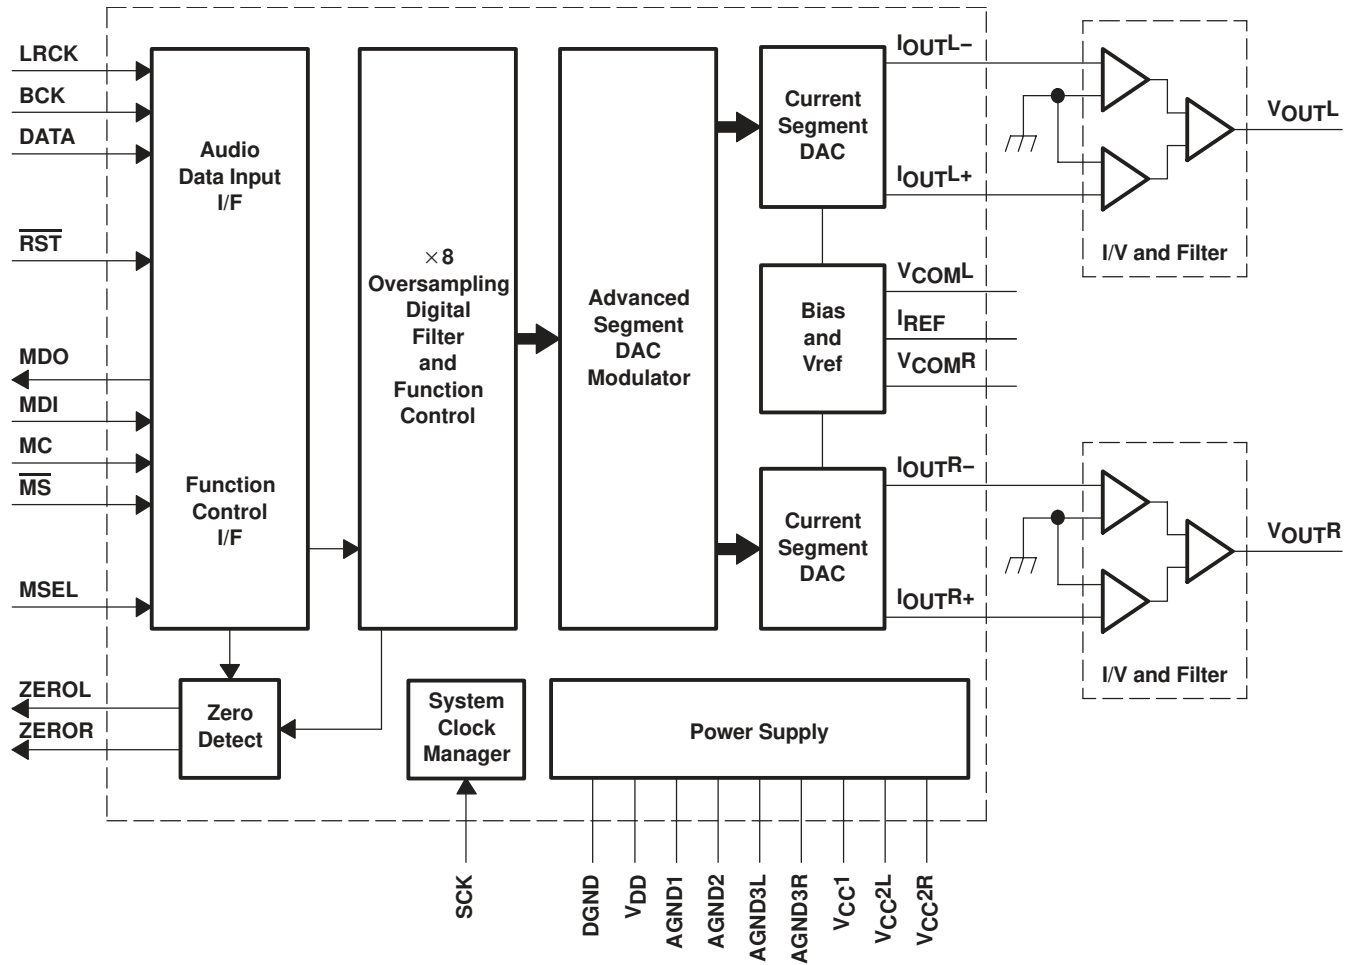 LRCK
BCK
DATA
RST
MDO
MDI
MC
MS
MSEL
ZEROL
ZEROR
Audio
Data Input
I/F
Function
Control
I/F
×8
Oversampling
Digital
Filter
and
Function
Control
Advanced
Segment
DAC
Modulator
Current
Segment
DAC
Bias
and
Vref
Current
Segment
DAC
IOUTL–
IOUTL+
VCOML
IREF
VCOMR
IOUTR–
IOUTR+
VOUTL
I/V and Filter
VOUTR
I/V and Filter
Zero
Detect
System
Clock
Manager
Power Supply
SCK
DGND
VDD
AGND1
AGND2
AGND3L
AGND3R
VCC1
VCC2L
VCC2R